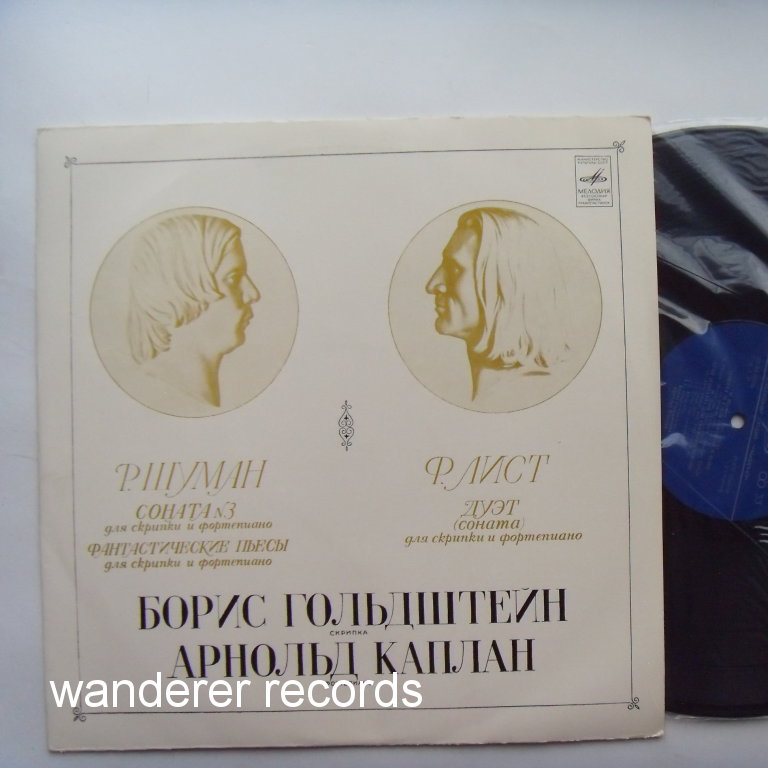 МЕЛОДИЯ
Р. ШУМАН
СОНАТА №3
для скрипки и фортепиано
ФАНТАСТИЧЕСКИЕ ПЬЕСЫ
для скрипки и фортепиано
Ф. ЛИСТ
ДУЭТ
(соната)
для скрипки и фортепиано
БОРИС ГОЛЬДШТЕЙН
СКРИПКА
АРНОЛЬД КАПЛАН
wanderer records